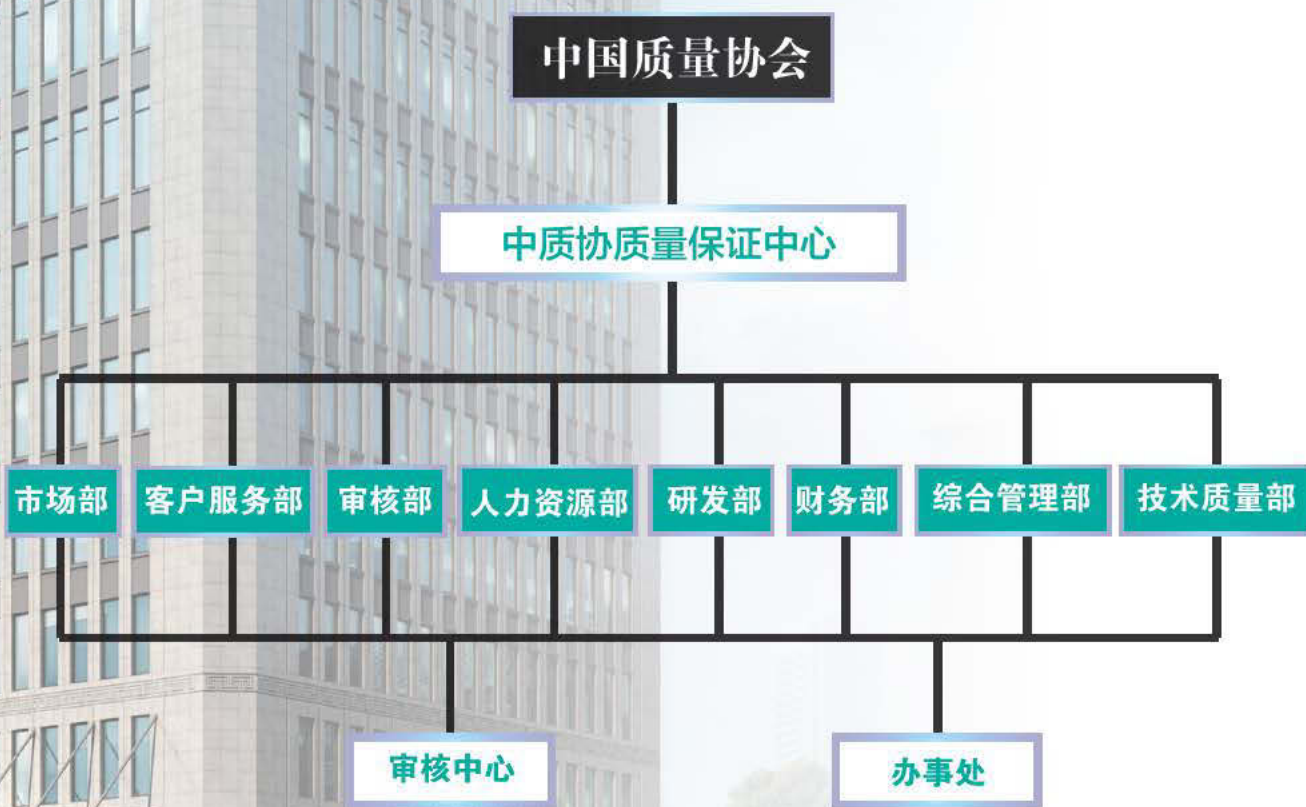 中国质量协会
中质协质量保证中心
市场部 客户服务部 审核部 人力资源部 研发部 财务部 综合管理部 技术质量部
审核中心 办事处